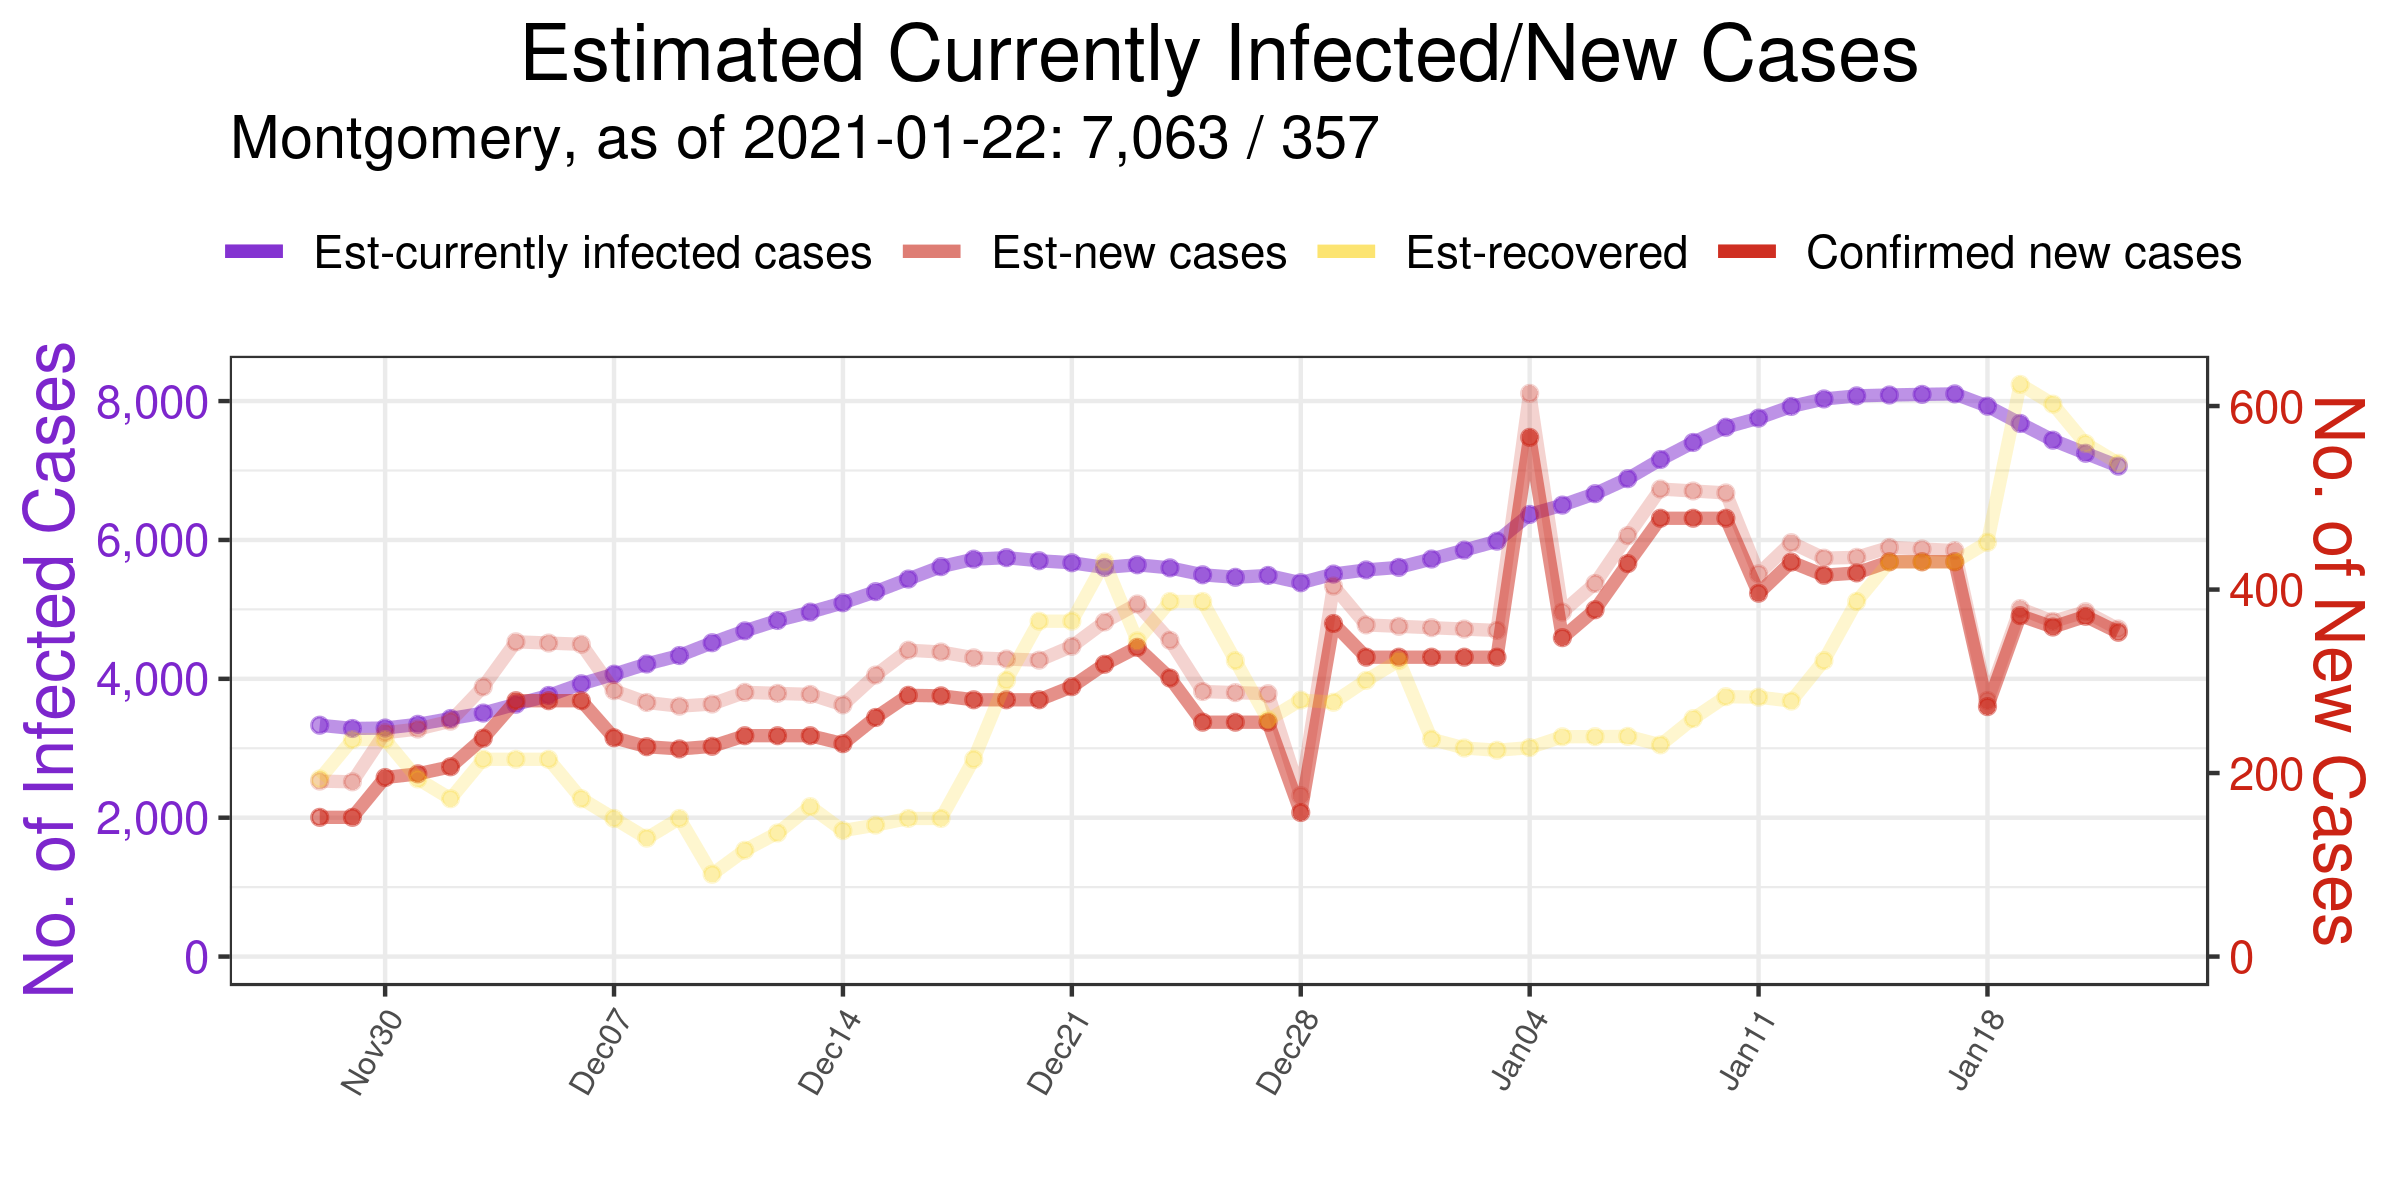 Estimated Currently Infected/New Cases
Montgomery, as of 2021-01-22: 7,063 / 357
Est-currently infected cases
Est-new cases
Est-recovered
Confirmed new cases
No. of Infected Cases
8,000
6,000
4,000
2,000
0
600
400
200
0
No. of New Cases
Nov30
Dec07
Dec14
Dec21
Dec28
Jan04
Jan11
Jan18